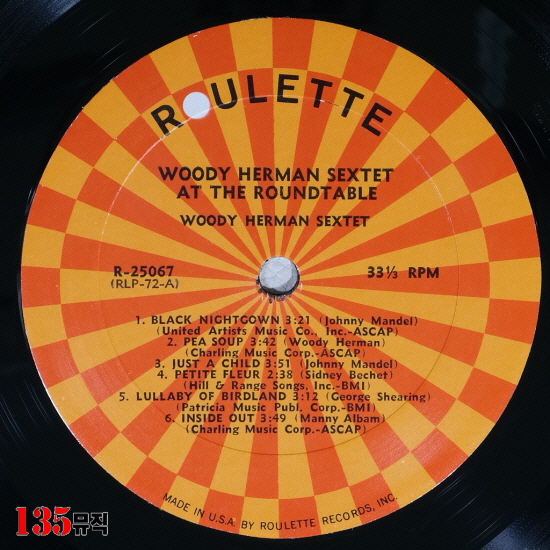 ROULETTE
WOODY HERMAN SEXTET
AT THE ROUNDTABLE
WOODY HERMAN SEXTET
R-25067
(RLP-72-A)
33⅓ RPM
1. BLACK NIGHTGOWN 3:21 (Johnny Mandel)
(United Artists Music Co., Inc.-ASCAP)
2. PEA SOUP 3:42 (Woody Herman)
(Charling Music Corp.-ASCAP)
3. JUST A CHILD 3:51 (Johnny Mandel)
4. PETITE FLEUR 2:38 (Sidney Bechet)
(Hill & Range Songs, Inc.-BMI)
5. LULLABY OF BIRDLAND 3:12 (George Shearing)
(Patricia Music Publ. Corp.-BMI)
6. INSIDE OUT 3:49 (Manny Albam)
(Charling Music Corp.-ASCAP)
MADE IN U.S.A. BY ROULETTE RECORDS, INC.
135뮤직